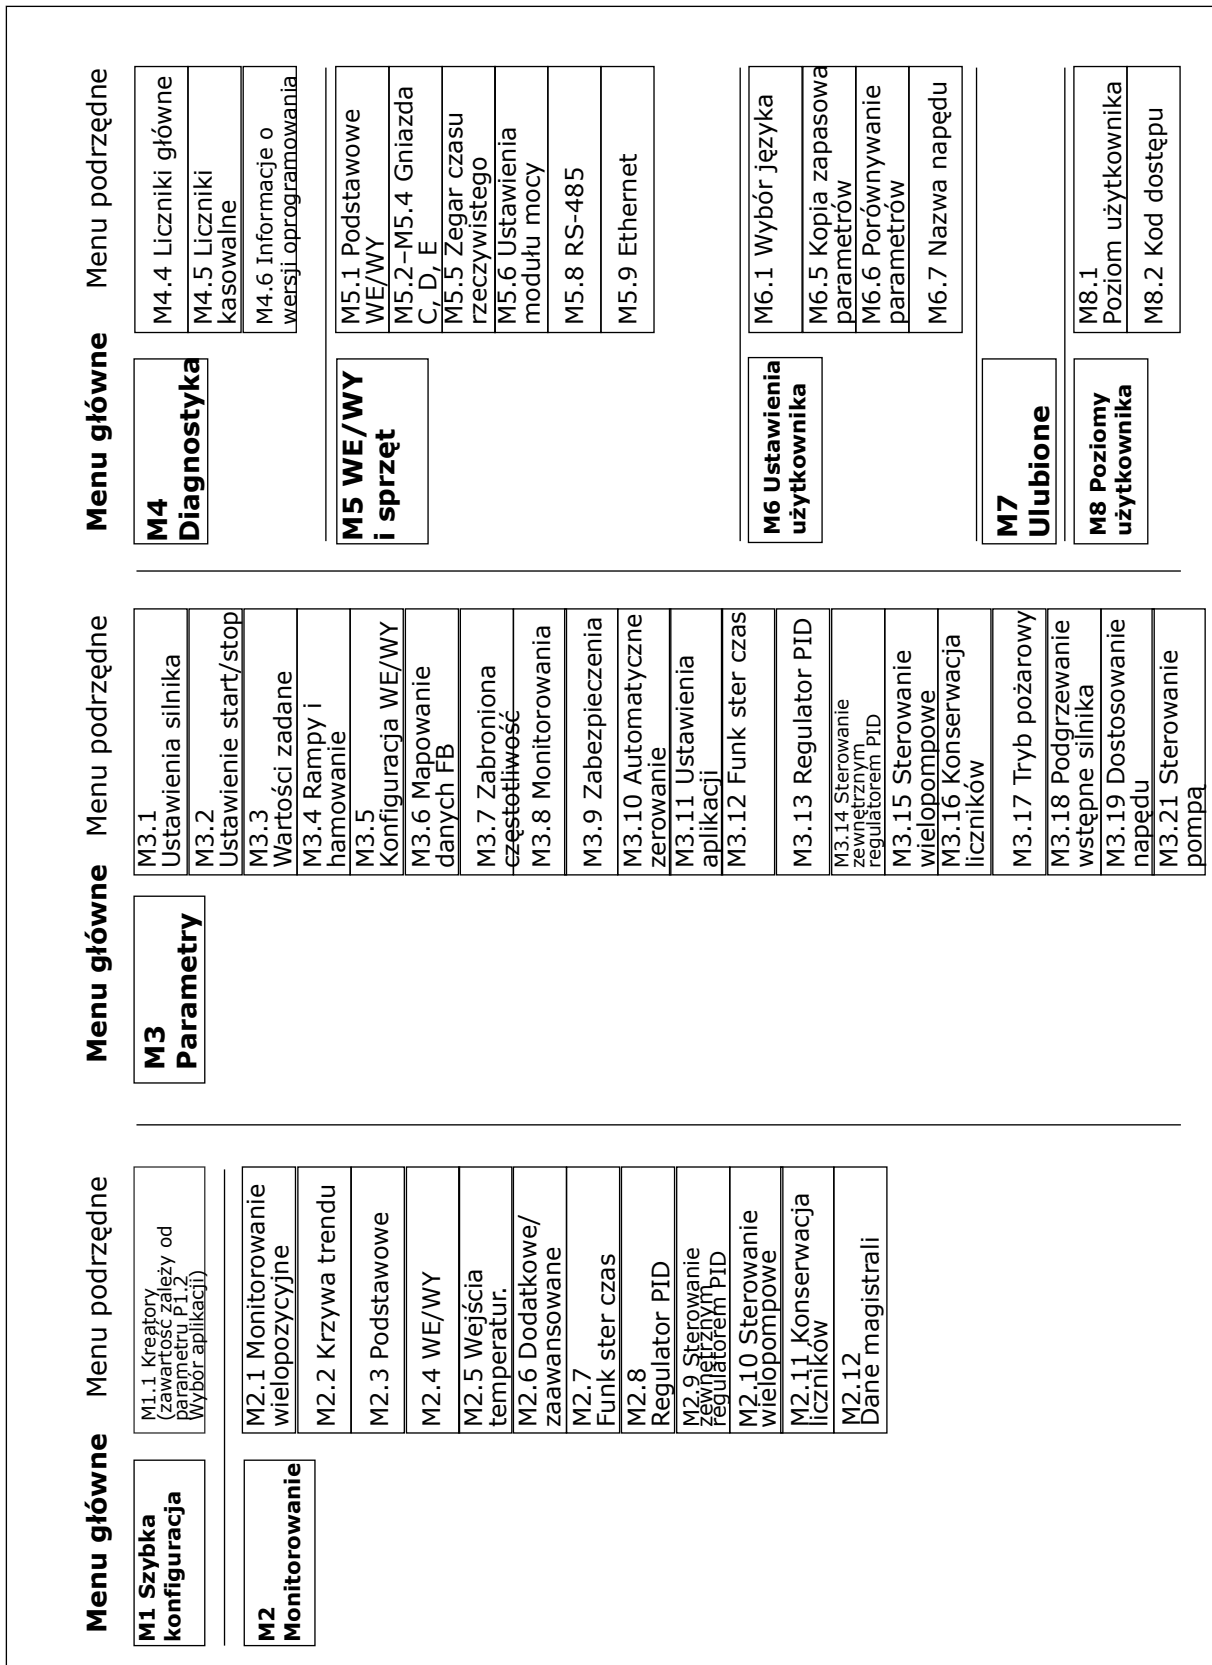 Menu główne
Menu podrzędne
M1 Szybka
konfiguracja
M1.1 Kreatory
(zawartość zależy od
parametru P1.2
Wybór aplikacji)
M2
Monitorowanie
M2.1 Monitorowanie
wielopozycyjne
M2.2 Krzywa trendu
M2.3 Podstawowe
M2.4 WE/WY
M2.5 Wejścia
temperatur.
M2.6 Dodatkowe/
zaawansowane
M2.7
Funk ster czas
M2.8
Regulator PID
M2.9 Sterowanie
zewnętrznym
regulatorem PID
M2.10 Sterowanie
wielopompowe
M2.11 Konserwacja
liczników
M2.12
Dane magistrali
Menu główne
Menu podrzędne
M3
Parametry
M3.1
Ustawienia silnika
M3.2
Ustawienie start/stop
M3.3
Wartości zadane
M3.4 Rampy i
hamowanie
M3.5
Konfiguracja WE/WY
M3.6 Mapowanie
danych FB
M3.7 Zabroniona
częstotliwość
M3.8 Monitorowania
M3.9 Zabezpieczenia
M3.10 Automatyczne
zerowanie
M3.11 Ustawienia
aplikacji
M3.12 Funk ster czas
M3.13 Regulator PID
M3.14 Sterowanie
zewnętrznym
regulatorem PID
M3.15 Sterowanie
wielopompowe
M3.16 Konserwacja
liczników
M3.17 Tryb pożarowy
M3.18 Podgrzewanie
wstępne silnika
M3.19 Dostosowanie
napędu
M3.21 Sterowanie
pompą
Menu główne
Menu podrzędne
M4
Diagnostyka
M4.4 Liczniki główne
M4.5 Liczniki
kasowalne
M4.6 Informacje o
wersji oprogramowania
M5 WE/WY
i sprzęt
M5.1 Podstawowe
WE/WY
M5.2–M5.4 Gniazda
C, D, E
M5.5 Zegar czasu
rzeczywistego
M5.6 Ustawienia
modułu mocy
M5.8 RS-485
M5.9 Ethernet
M6 Ustawienia
użytkownika
M6.1 Wybór języka
M6.5 Kopia zapasowa
parametrów
M6.6 Porównywanie
parametrów
M6.7 Nazwa napędu
M7
Ulubione
M8 Poziomy
użytkownika
M8.1
Poziom użytkownika
M8.2 Kod dostępu